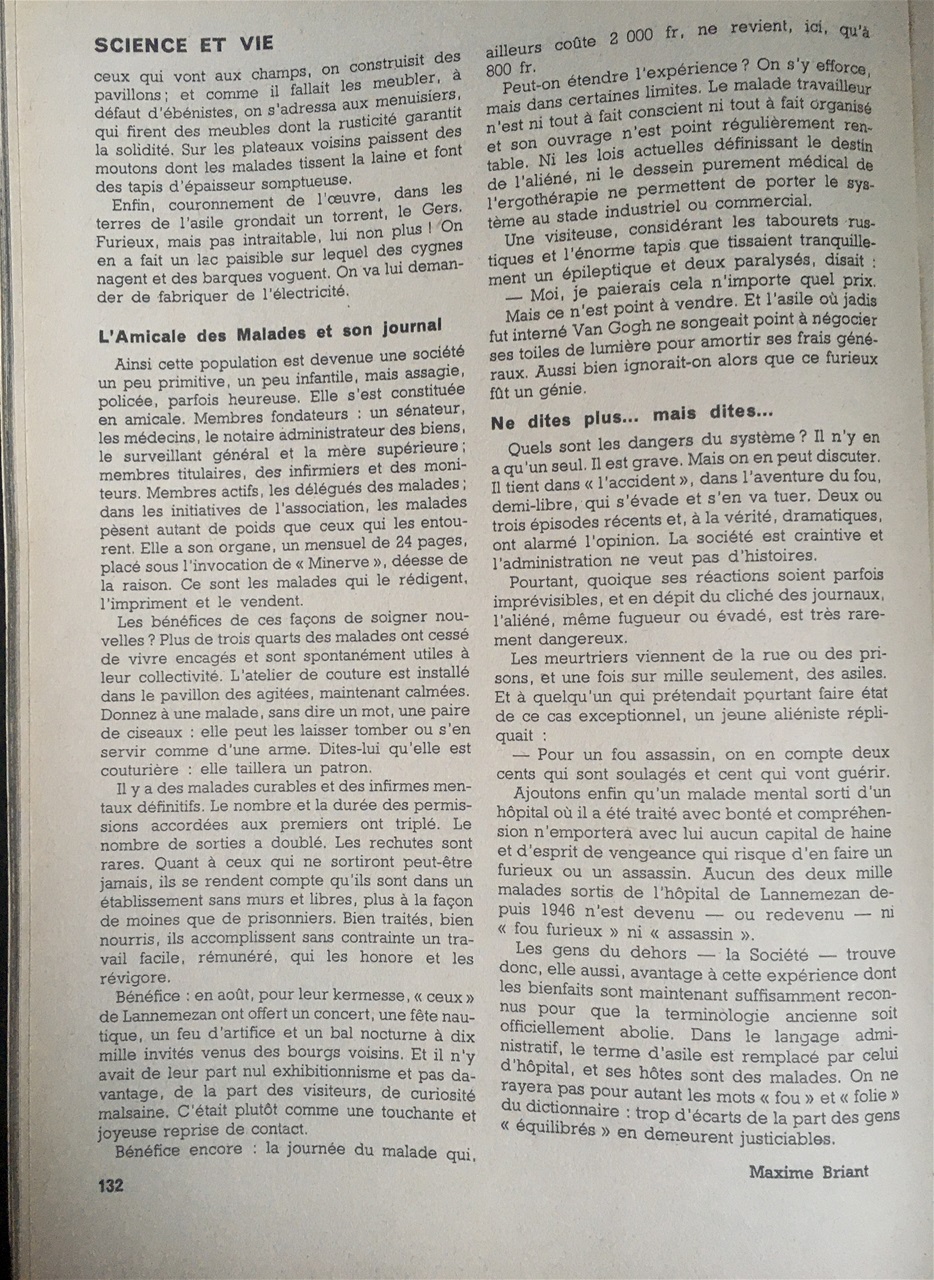 SCIENCE ET VIE
ceux qui vont aux champs, on construisit des
pavillons; et comme il fallait les meubler, à
défaut d'ébénistes, on s'adressa aux menuisiers,
qui firent des meubles dont la rusticité garantit
la solidité. Sur les plateaux voisins paissent des
moutons dont les malades tissent la laine et font
des tapis d'épaisseur somptueuse.
Enfin, couronnement de l'œuvre, dans les
terres de l'asile grondait un torrent, le Gers.
Furieux, mais pas intraitable, lui non plus ! On
en a fait un lac paisible sur lequel des cygnes
nagent et des barques voguent. On va lui deman-
der de fabriquer de l'électricité.
L'Amicale des Malades et son journal
Ainsi cette population est devenue une société
un peu primitive, un peu infantile, mais assagie,
policée, parfois heureuse. Elle s'est constituée
en amicale. Membres fondateurs : un sénateur,
les médecins, le notaire administrateur des biens,
le surveillant général et la mère supérieure;
membres titulaires, des infirmiers et des moni-
teurs. Membres actifs, les délégués des malades;
dans les initiatives de l'association, les malades
pèsent autant de poids que ceux qui les entou-
rent. Elle a son organe, un mensuel de 24 pages,
placé sous l'invocation de « Minerve », déesse de
la raison. Ce sont les malades qui le rédigent,
l'impriment et le vendent.
Les bénéfices de ces façons de soigner nou-
velles ? Plus de trois quarts des malades ont cessé
de vivre encagés et sont spontanément utiles à
leur collectivité. L'atelier de couture est installé
dans le pavillon des agitées, maintenant calmées.
Donnez à une malade, sans dire un mot, une paire
de ciseaux : elle peut les laisser tomber ou s'en
servir comme d'une arme. Dites-lui qu'elle est
couturière : elle taillera un patron.
Il y a des malades curables et des infirmes men-
taux définitifs. Le nombre et la durée des permis-
sions accordées aux premiers ont triplé. Le
nombre de sorties a doublé. Les rechutes sont
rares. Quant à ceux qui ne sortiront peut-être
jamais, ils se rendent compte qu'ils sont dans un
établissement sans murs et libres, plus à la façon
de moines que de prisonniers. Bien traités, bien
nourris, ils accomplissent sans contrainte un tra-
vail facile, rémunéré, qui les honore et les
révigore.
Bénéfice : en août, pour leur kermesse, « ceux »
de Lannemezan ont offert un concert, une fête nau-
tique, un feu d'artifice et un bal nocturne à dix
mille invités venus des bourgs voisins. Et il n'y
avait de leur part nul exhibitionnisme et pas da-
vantage, de la part des visiteurs, de curiosité
malsaine. C'était plutôt comme une touchante et
joyeuse reprise de contact.
Bénéfice encore : la journée du malade qui,
132
ailleurs coûte 2 000 fr, ne revient, ici, qu'à
800 fr.
Peut-on étendre l'expérience ? On s'y efforce,
mais dans certaines limites. Le malade travailleur
n'est ni tout à fait conscient ni tout à fait organisé
et son ouvrage n'est point régulièrement ren-
table. Ni les lois actuelles définissant le destin
de l'aliéné, ni le dessein purement médical de
l'ergothérapie ne permettent de porter le sys-
tème au stade industriel ou commercial.
Une visiteuse, considérant les tabourets rus-
tiques et l'énorme tapis que tissaient tranquille-
ment un épileptique et deux paralysés, disait :
— Moi, je paierais cela n'importe quel prix.
Mais ce n'est point à vendre. Et l'asile où jadis
fut interné Van Gogh ne songeait point à négocier
ses toiles de lumière pour amortir ses frais géné-
raux. Aussi bien ignorait-on alors que ce furieux
fût un génie.
Ne dites plus... mais dites...
Quels sont les dangers du système ? Il n'y en
a qu'un seul. Il est grave. Mais on en peut discuter.
Il tient dans « l'accident », dans l'aventure du fou,
demi-libre, qui s'évade et s'en va tuer. Deux ou
trois épisodes récents et, à la vérité, dramatiques,
ont alarmé l'opinion. La société est craintive et
l'administration ne veut pas d'histoires.
Pourtant, quoique ses réactions soient parfois
imprévisibles, et en dépit du cliché des journaux,
l'aliéné, même fugueur ou évadé, est très rare-
ment dangereux.
Les meurtriers viennent de la rue ou des pri-
sons, et une fois sur mille seulement, des asiles.
Et à quelqu'un qui prétendait pourtant faire état
de ce cas exceptionnel, un jeune aliéniste répli-
quait :
— Pour un fou assassin, on en compte deux
cents qui sont soulagés et cent qui vont guérir.
Ajoutons enfin qu'un malade mental sorti d'un
hôpital où il a été traité avec bonté et compréhen-
sion n'emportera avec lui aucun capital de haine
et d'esprit de vengeance qui risque d'en faire un
furieux ou un assassin. Aucun des deux mille
malades sortis de l'hôpital de Lannemezan de-
puis 1946 n'est devenu — ou redevenu — ni
« fou furieux » ni « assassin ».
Les gens du dehors — la Société — trouve
donc, elle aussi, avantage à cette expérience dont
les bienfaits sont maintenant suffisamment recon-
nus pour que la terminologie ancienne soit
officiellement abolie. Dans le langage admi-
nistratif, le terme d'asile est remplacé par celui
d'hôpital, et ses hôtes sont des malades. On ne
rayera pas pour autant les mots « fou » et « folie »
du dictionnaire : trop d'écarts de la part des gens
« équilibrés » en demeurent justiciables.
Maxime Briant